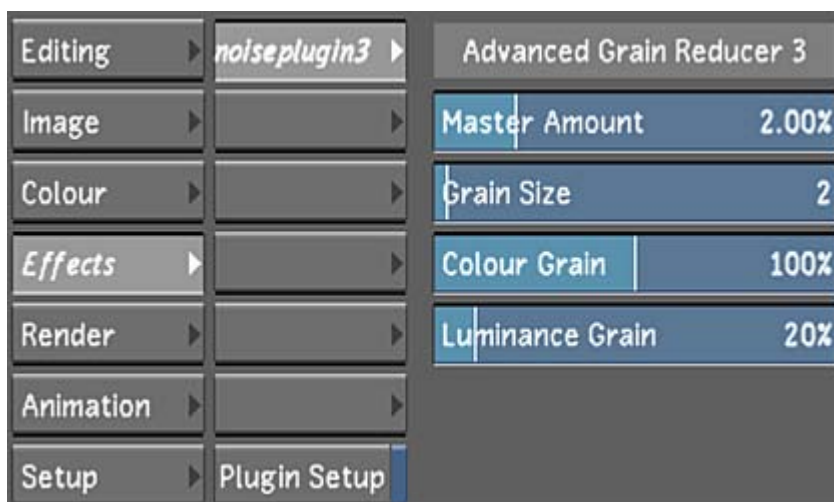 Editing
Image
Colour
Effects
Render
Animation
Setup
noiseplugin3
Plugin Setup
Advanced Grain Reducer 3
Master Amount 2.00%
Grain Size 2
Colour Grain 100%
Luminance Grain 20%